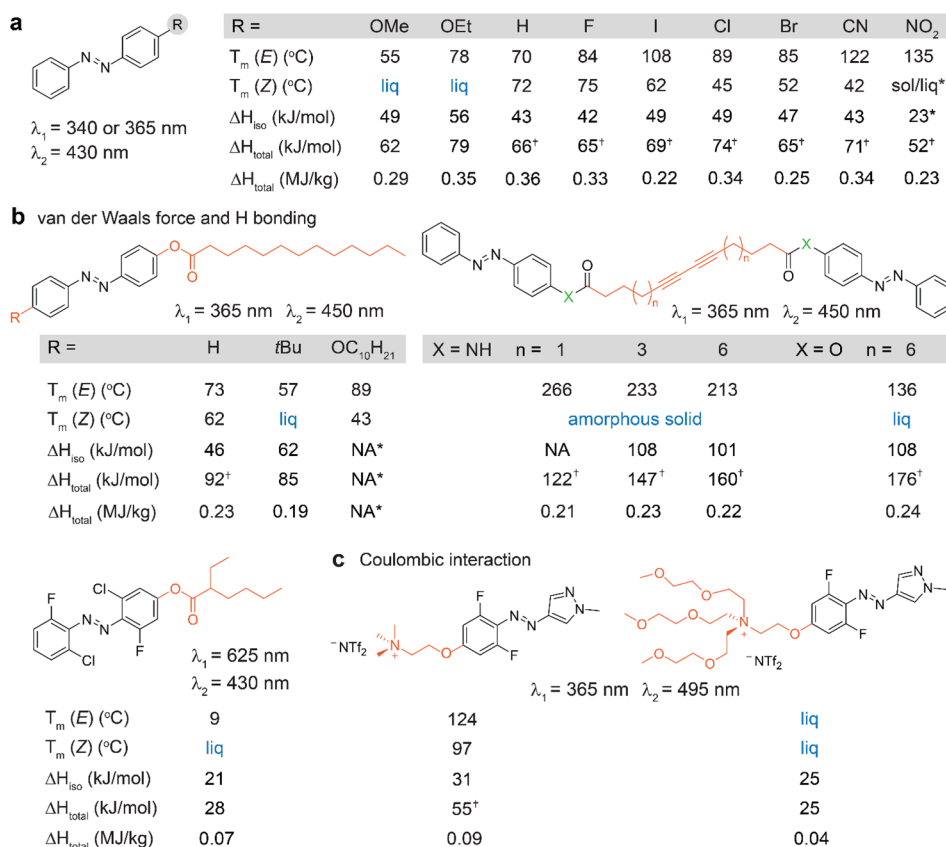 a
R
N
N
λ1 = 340 or 365 nm
λ2 = 430 nm
R = OMe OEt H F I Cl Br CN NO2
Tm (E) (°C) 55 78 70 84 108 89 85 122 135
Tm (Z) (°C) liq liq 72 75 62 45 52 42 sol/liq*
ΔHiso (kJ/mol) 49 56 43 42 49 49 47 43 23*
ΔHtotal (kJ/mol) 62 79 66† 65† 69† 74† 65† 71† 52†
ΔHtotal (MJ/kg) 0.29 0.35 0.36 0.33 0.22 0.34 0.25 0.34 0.23
b van der Waals force and H bonding
R N N O O
λ1 = 365 nm λ2 = 450 nm
N N X O n n O X N N
λ1 = 365 nm λ2 = 450 nm
R = H tBu OC10H21 X = NH n = 1 3 6 X = O n = 6
Tm (E) (°C) 73 57 89 266 233 213 136
Tm (Z) (°C) 62 liq 43 amorphous solid liq
ΔHiso (kJ/mol) 46 62 NA* NA 108 101 108
ΔHtotal (kJ/mol) 92† 85 NA* 122† 147† 160† 176†
ΔHtotal (MJ/kg) 0.23 0.19 NA* 0.21 0.23 0.22 0.24
F Cl N N Cl F O O
λ1 = 625 nm
λ2 = 430 nm
c Coulombic interaction
−NTf2 N + O F F N N N N
O O O O O O N + −NTf2 O F F N N N N
λ1 = 365 nm λ2 = 495 nm
Tm (E) (°C) 9 124 liq
Tm (Z) (°C) liq 97 liq
ΔHiso (kJ/mol) 21 31 25
ΔHtotal (kJ/mol) 28 55† 25
ΔHtotal (MJ/kg) 0.07 0.09 0.04